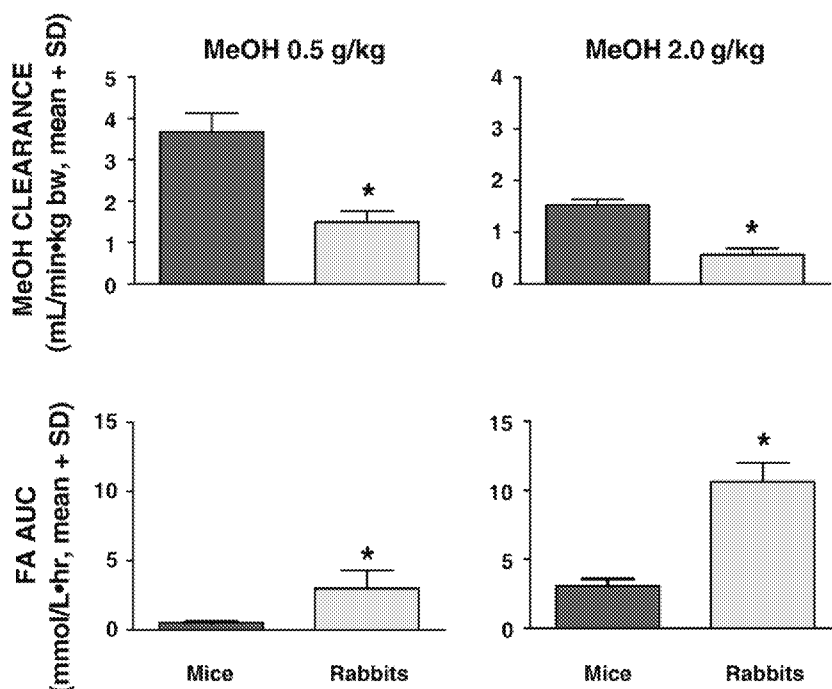 MeOH 0.5 g/kg
MeOH 2.0 g/kg
MeOH CLEARANCE
(mL/min•kg bw, mean + SD)
5
4
3
2
1
0
*
4
3
2
1
0
*
FA AUC
(mmol/L•hr, mean + SD)
15
10
5
0
*
15
10
5
0
*
Mice
Rabbits
Mice
Rabbits